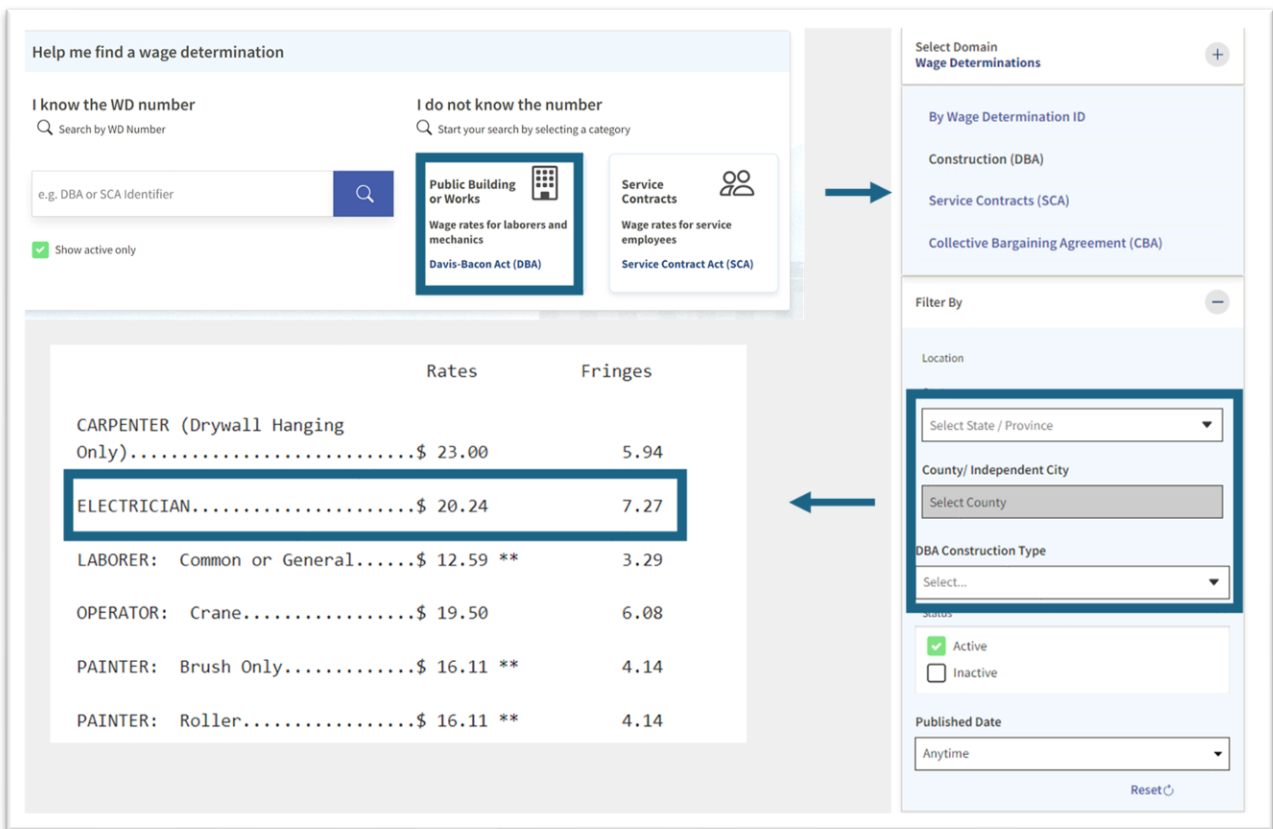 Help me find a wage determination
I know the WD number
Search by WD Number
e.g. DBA or SCA Identifier
Show active only
I do not know the number
Start your search by selecting a category
Public Building
or Works
Wage rates for laborers and
mechanics
Davis-Bacon Act (DBA)
Service
Contracts
Wage rates for service
employees
Service Contract Act (SCA)
Select Domain
Wage Determinations
By Wage Determination ID
Construction (DBA)
Service Contracts (SCA)
Collective Bargaining Agreement (CBA)
Filter By
Location
Select State / Province
County/ Independent City
Select County
DBA Construction Type
Select...
Status
Active
Inactive
Published Date
Anytime
Reset
Rates Fringes
CARPENTER (Drywall Hanging
Only)............................$ 23.00 5.94
ELECTRICIAN......................$ 20.24 7.27
LABORER: Common or General......$ 12.59 ** 3.29
OPERATOR: Crane.................$ 19.50 6.08
PAINTER: Brush Only.............$ 16.11 ** 4.14
PAINTER: Roller.................$ 16.11 ** 4.14